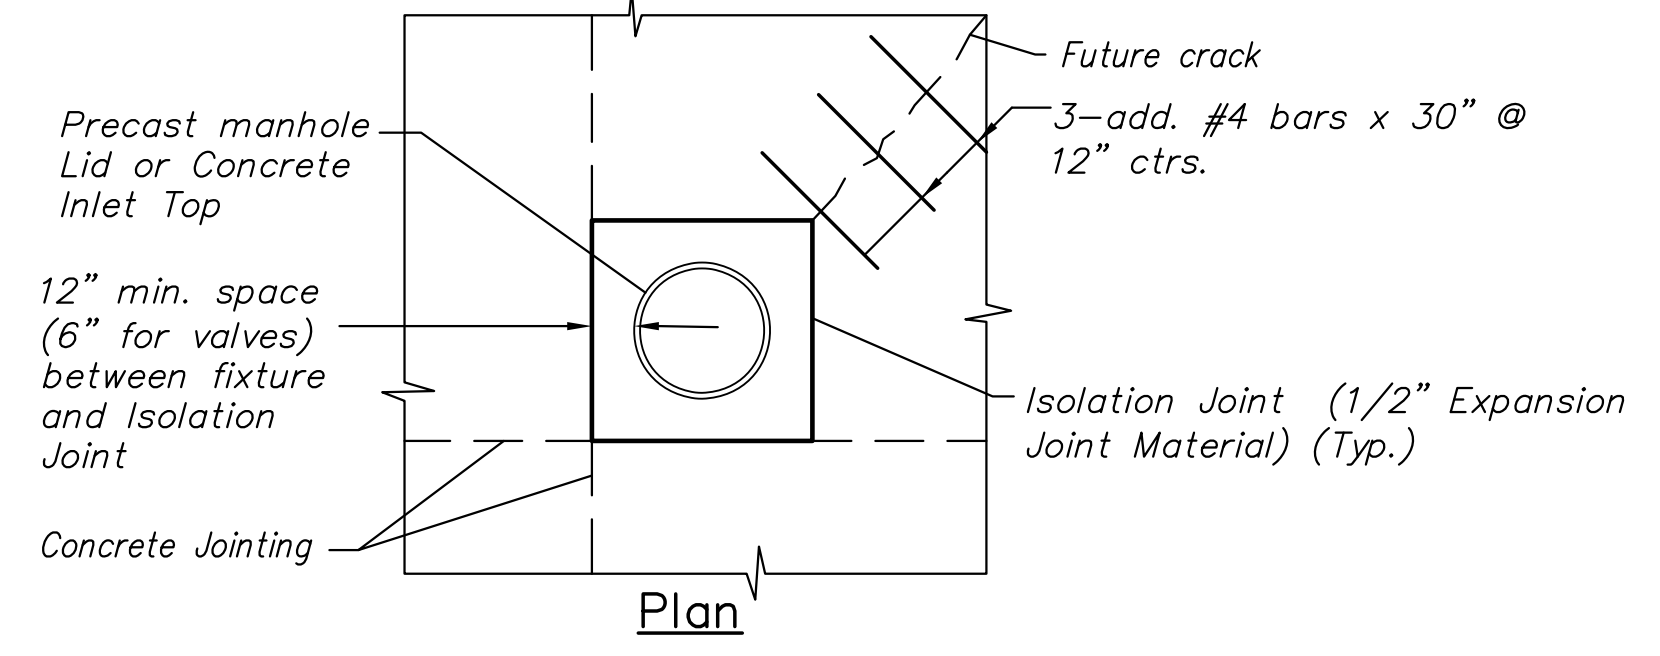 Future crack
3-add. #4 bars x 30" @
12" ctrs.
Precast manhole
Lid or Concrete
Inlet Top
12" min. space
(6" for valves)
between fixture
and Isolation
Joint
Isolation Joint (1/2" Expansion
Joint Material) (Typ.)
Concrete Jointing
Plan